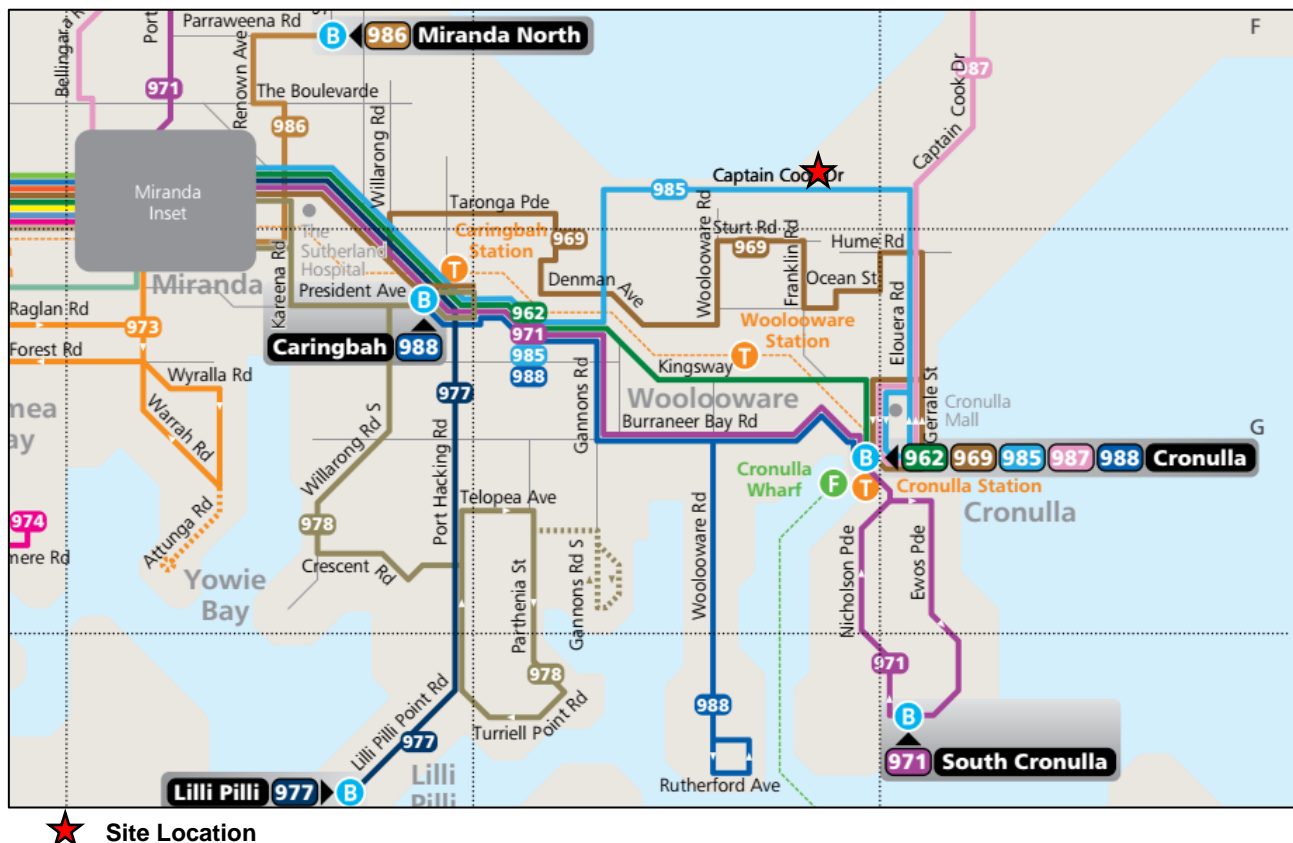 Parraween Rd
B
986 Miranda North
F
Bellingara R
Port
971
Renown Ave
The Boulevarde
986
Willarong Rd
Captain Cook Dr
987
Captain
Miranda
Inset
985
Captain Cook Dr
Taronga Pde
Caringbah
Station
969
Woolooware Rd
Sturt Rd
969
Franklin Rd
Hume Rd
Ocean St
The
Sutherland
Hospital
T
Denman Ave
Miranda
Kareena Rd
President Ave
B
Raglan Rd
973
Forest Rd
Caringbah 988
962
971
985
988
Woolooware
Station
T
Elouera Rd
Wyralla Rd
Warrah Rd
mea
ay
977
Gannons Rd
Kingsway
Woolooware
Burraneer Bay Rd
Gerrale St
Cronulla
Mall
G
Willarong Rd S
Port Hacking Rd
B
962 969 985 987 988 Cronulla
Cronulla
Wharf
F
T
Cronulla Station
Cronulla
974
mere Rd
Attunga Rd
978
Telopea Ave
Crescent Rd
Yowie
Bay
Parthenia St
Gannons Rd S
Woolooware Rd
Nicholson Pde
Ewos Pde
971
978
Turriell Point Rd
988
B
971 South Cronulla
Lilli Pilli Point Rd
977
Lilli
Pilli
Rutherford Ave
Lilli Pilli 977
B
Site Location